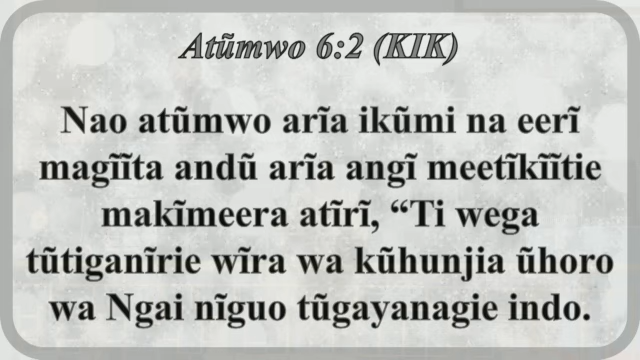 Atũmwo 6:2 (KIK)
Nao atũmwo arĩa ikũmi na eerĩ
magĩĩta andũ arĩa angĩ meetĩkĩĩtie
makĩmeera atĩrĩ, “Ti wega
tũtiganĩrie wĩra wa kũhunjia ũhoro
wa Ngai nĩguo tũgayanagie indo.